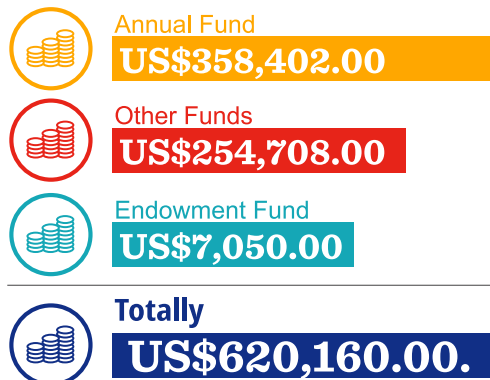 Annual Fund
US$358,402.00
Other Funds
US$254,708.00
Endowment Fund
US$7,050.00
Totally
US$620,160.00.